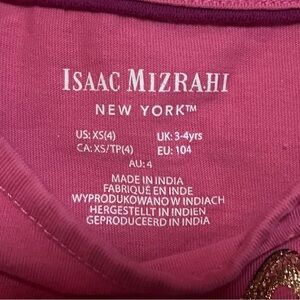 ISAAC MIZRAHI
NEW YORK™
US: XS(4) UK: 3-4yrs
CA: XS/TP(4) EU: 104
AU: 4
MADE IN INDIA
FABRIQUÉ EN INDE
WYPRODUKOWANO W INDIACH
HERGESTELLT IN INDIEN
GEPRODUCEERD IN INDIA